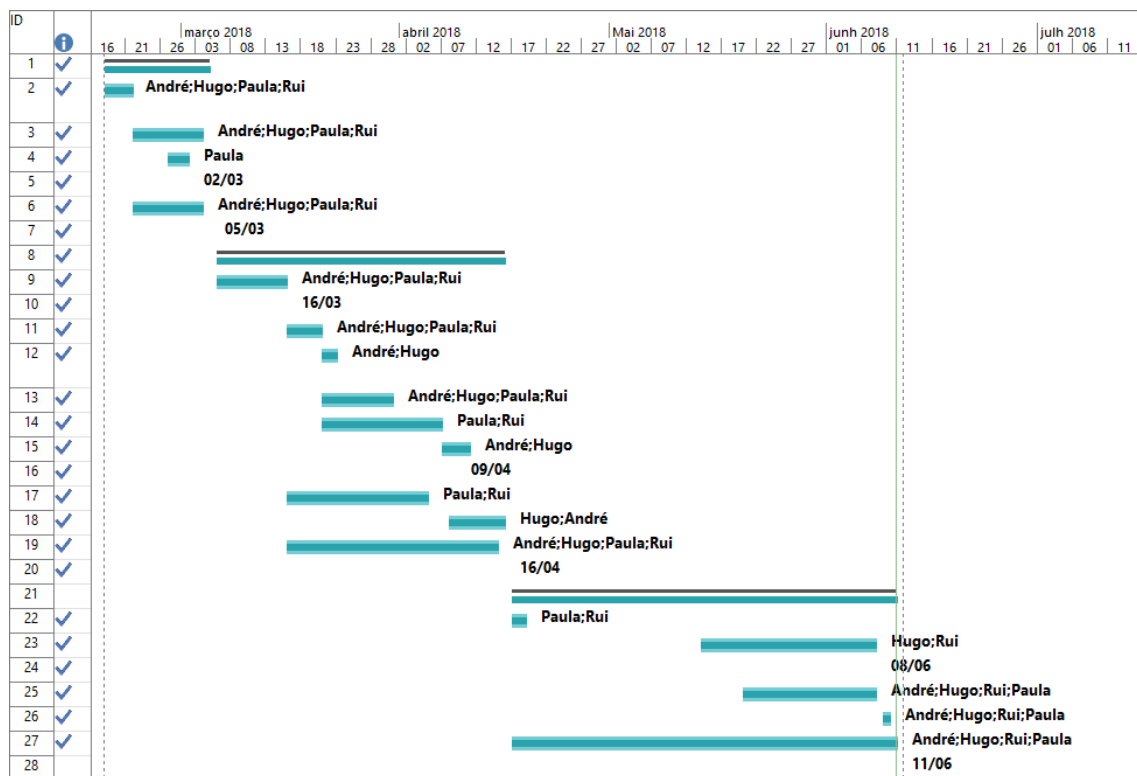 ID
março 2018 abril 2018 Mai 2018 junh 2018 julh 2018
16 21 26 03 08 13 18 23 28 02 07 12 17 22 27 02 07 12 17 22 27 01 06 11 16 21 26 01 06 11
1
2 André;Hugo;Paula;Rui
3 André;Hugo;Paula;Rui
4 Paula
5 02/03
6 André;Hugo;Paula;Rui
7 05/03
8
9 André;Hugo;Paula;Rui
10 16/03
11 André;Hugo;Paula;Rui
12 André;Hugo
13 André;Hugo;Paula;Rui
14 Paula;Rui
15 André;Hugo
16 09/04
17 Paula;Rui
18 Hugo;André
19 André;Hugo;Paula;Rui
20 16/04
21
22 Paula;Rui
23 Hugo;Rui
24 08/06
25 André;Hugo;Rui;Paula
26 André;Hugo;Rui;Paula
27 André;Hugo;Rui;Paula
28 11/06